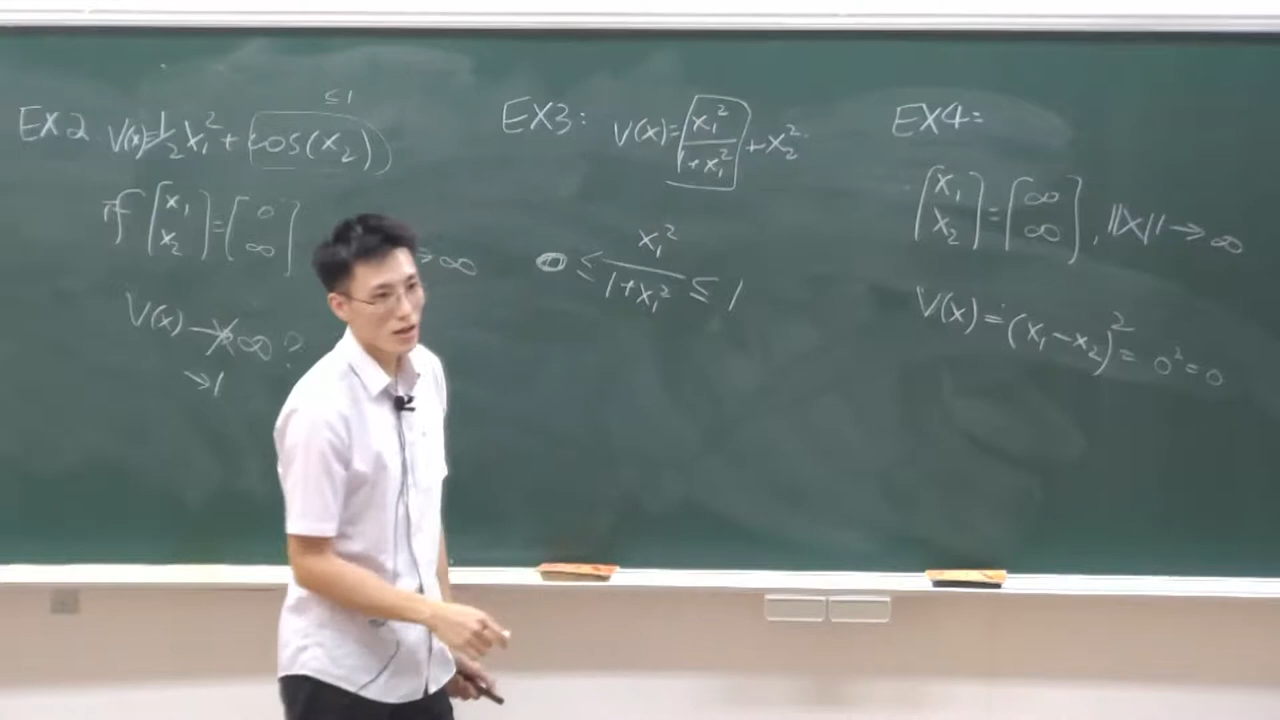 ≤1
EX2 V(x)=½x₁²+cos(x₂)
if [x₁ x₂]=[0 ∞]
→∞
V(x) ↛ ∞?
→1
EX3: V(x)=x₁²/(1+x₁²)+x₂²
0 ≤ x₁²/(1+x₁²) ≤ 1
EX4:
[x₁ x₂]=[∞ ∞], ||X||→∞
V(x)=(x₁-x₂)²=0²=0